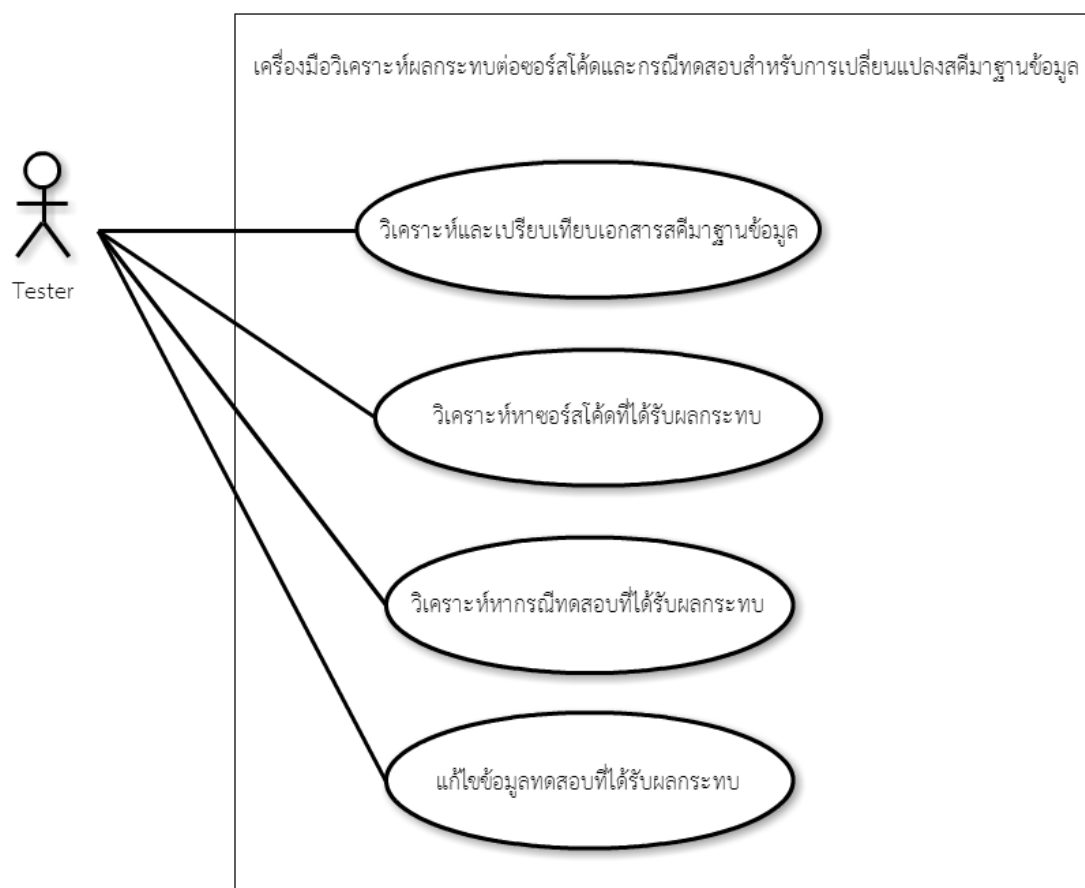 เครื่องมือวิเคราะห์ผลกระทบต่อซอร์สโค้ดและกรณีทดสอบสำหรับการเปลี่ยนแปลงสคีมาฐานข้อมูล
วิเคราะห์และเปรียบเทียบเอกสารสคีมาฐานข้อมูล
Tester
วิเคราะห์หาซอร์สโค้ดที่ได้รับผลกระทบ
วิเคราะห์หากรณีทดสอบที่ได้รับผลกระทบ
แก้ไขข้อมูลทดสอบที่ได้รับผลกระทบ